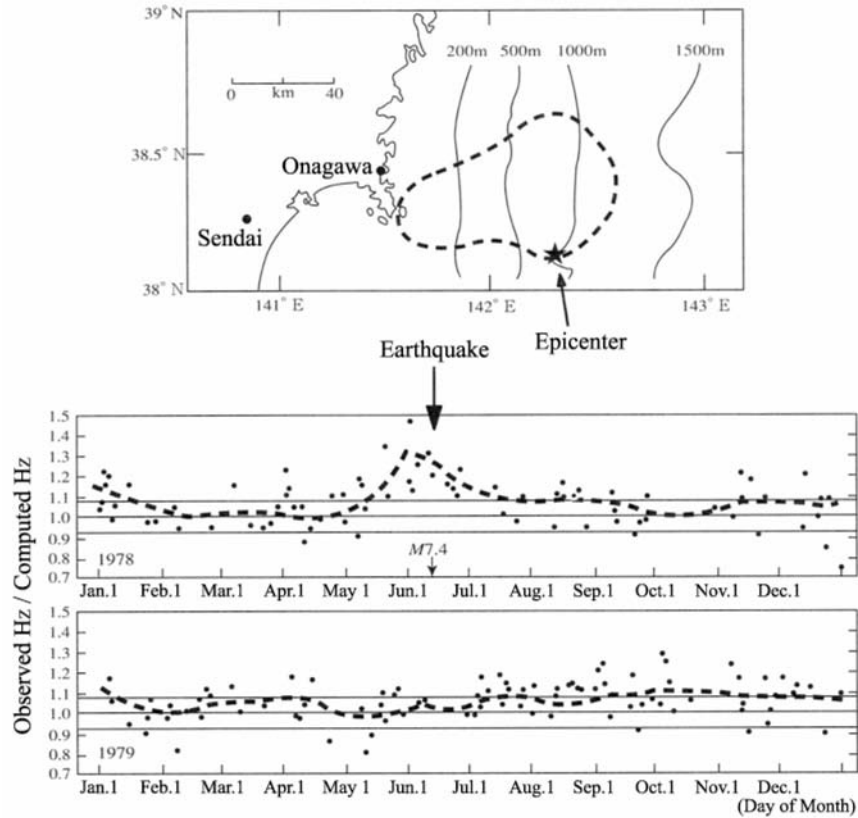 39° N
200m 500m 1000m 1500m
0 km 40
38.5° N
Onagawa
Sendai
38° N
141° E 142° E 143° E
Earthquake Epicenter
Observed Hz / Computed Hz
1.5
1.4
1.3
1.2
1.1
1.0
0.9
0.8
0.7
1978
M7.4
Jan.1 Feb.1 Mar.1 Apr.1 May 1 Jun.1 Jul.1 Aug.1 Sep.1 Oct.1 Nov.1 Dec.1
1.5
1.4
1.3
1.2
1.1
1.0
0.9
0.8
0.7
1979
Jan.1 Feb.1 Mar.1 Apr.1 May 1 Jun.1 Jul.1 Aug.1 Sep.1 Oct.1 Nov.1 Dec.1
(Day of Month)